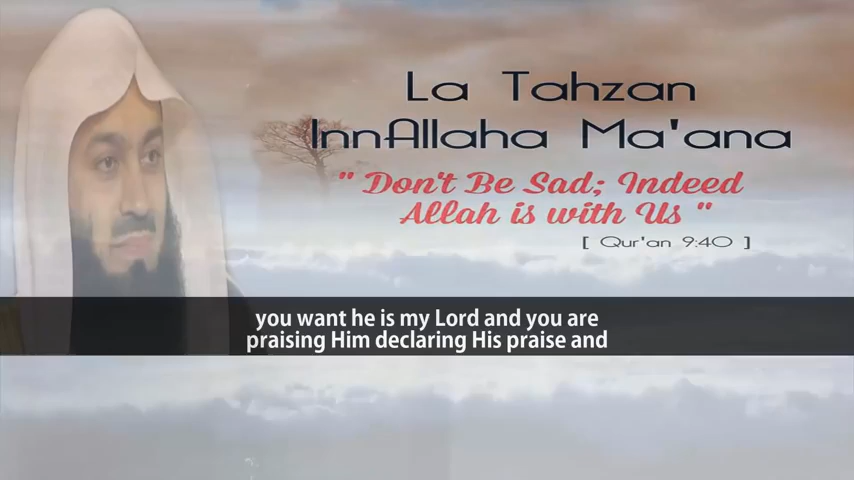 La Tahzan
InnAllaha Ma'ana
" Don't Be Sad; Indeed
Allah is with Us "
[ Qur'an 9:40 ]
you want he is my Lord and you are
praising Him declaring His praise and